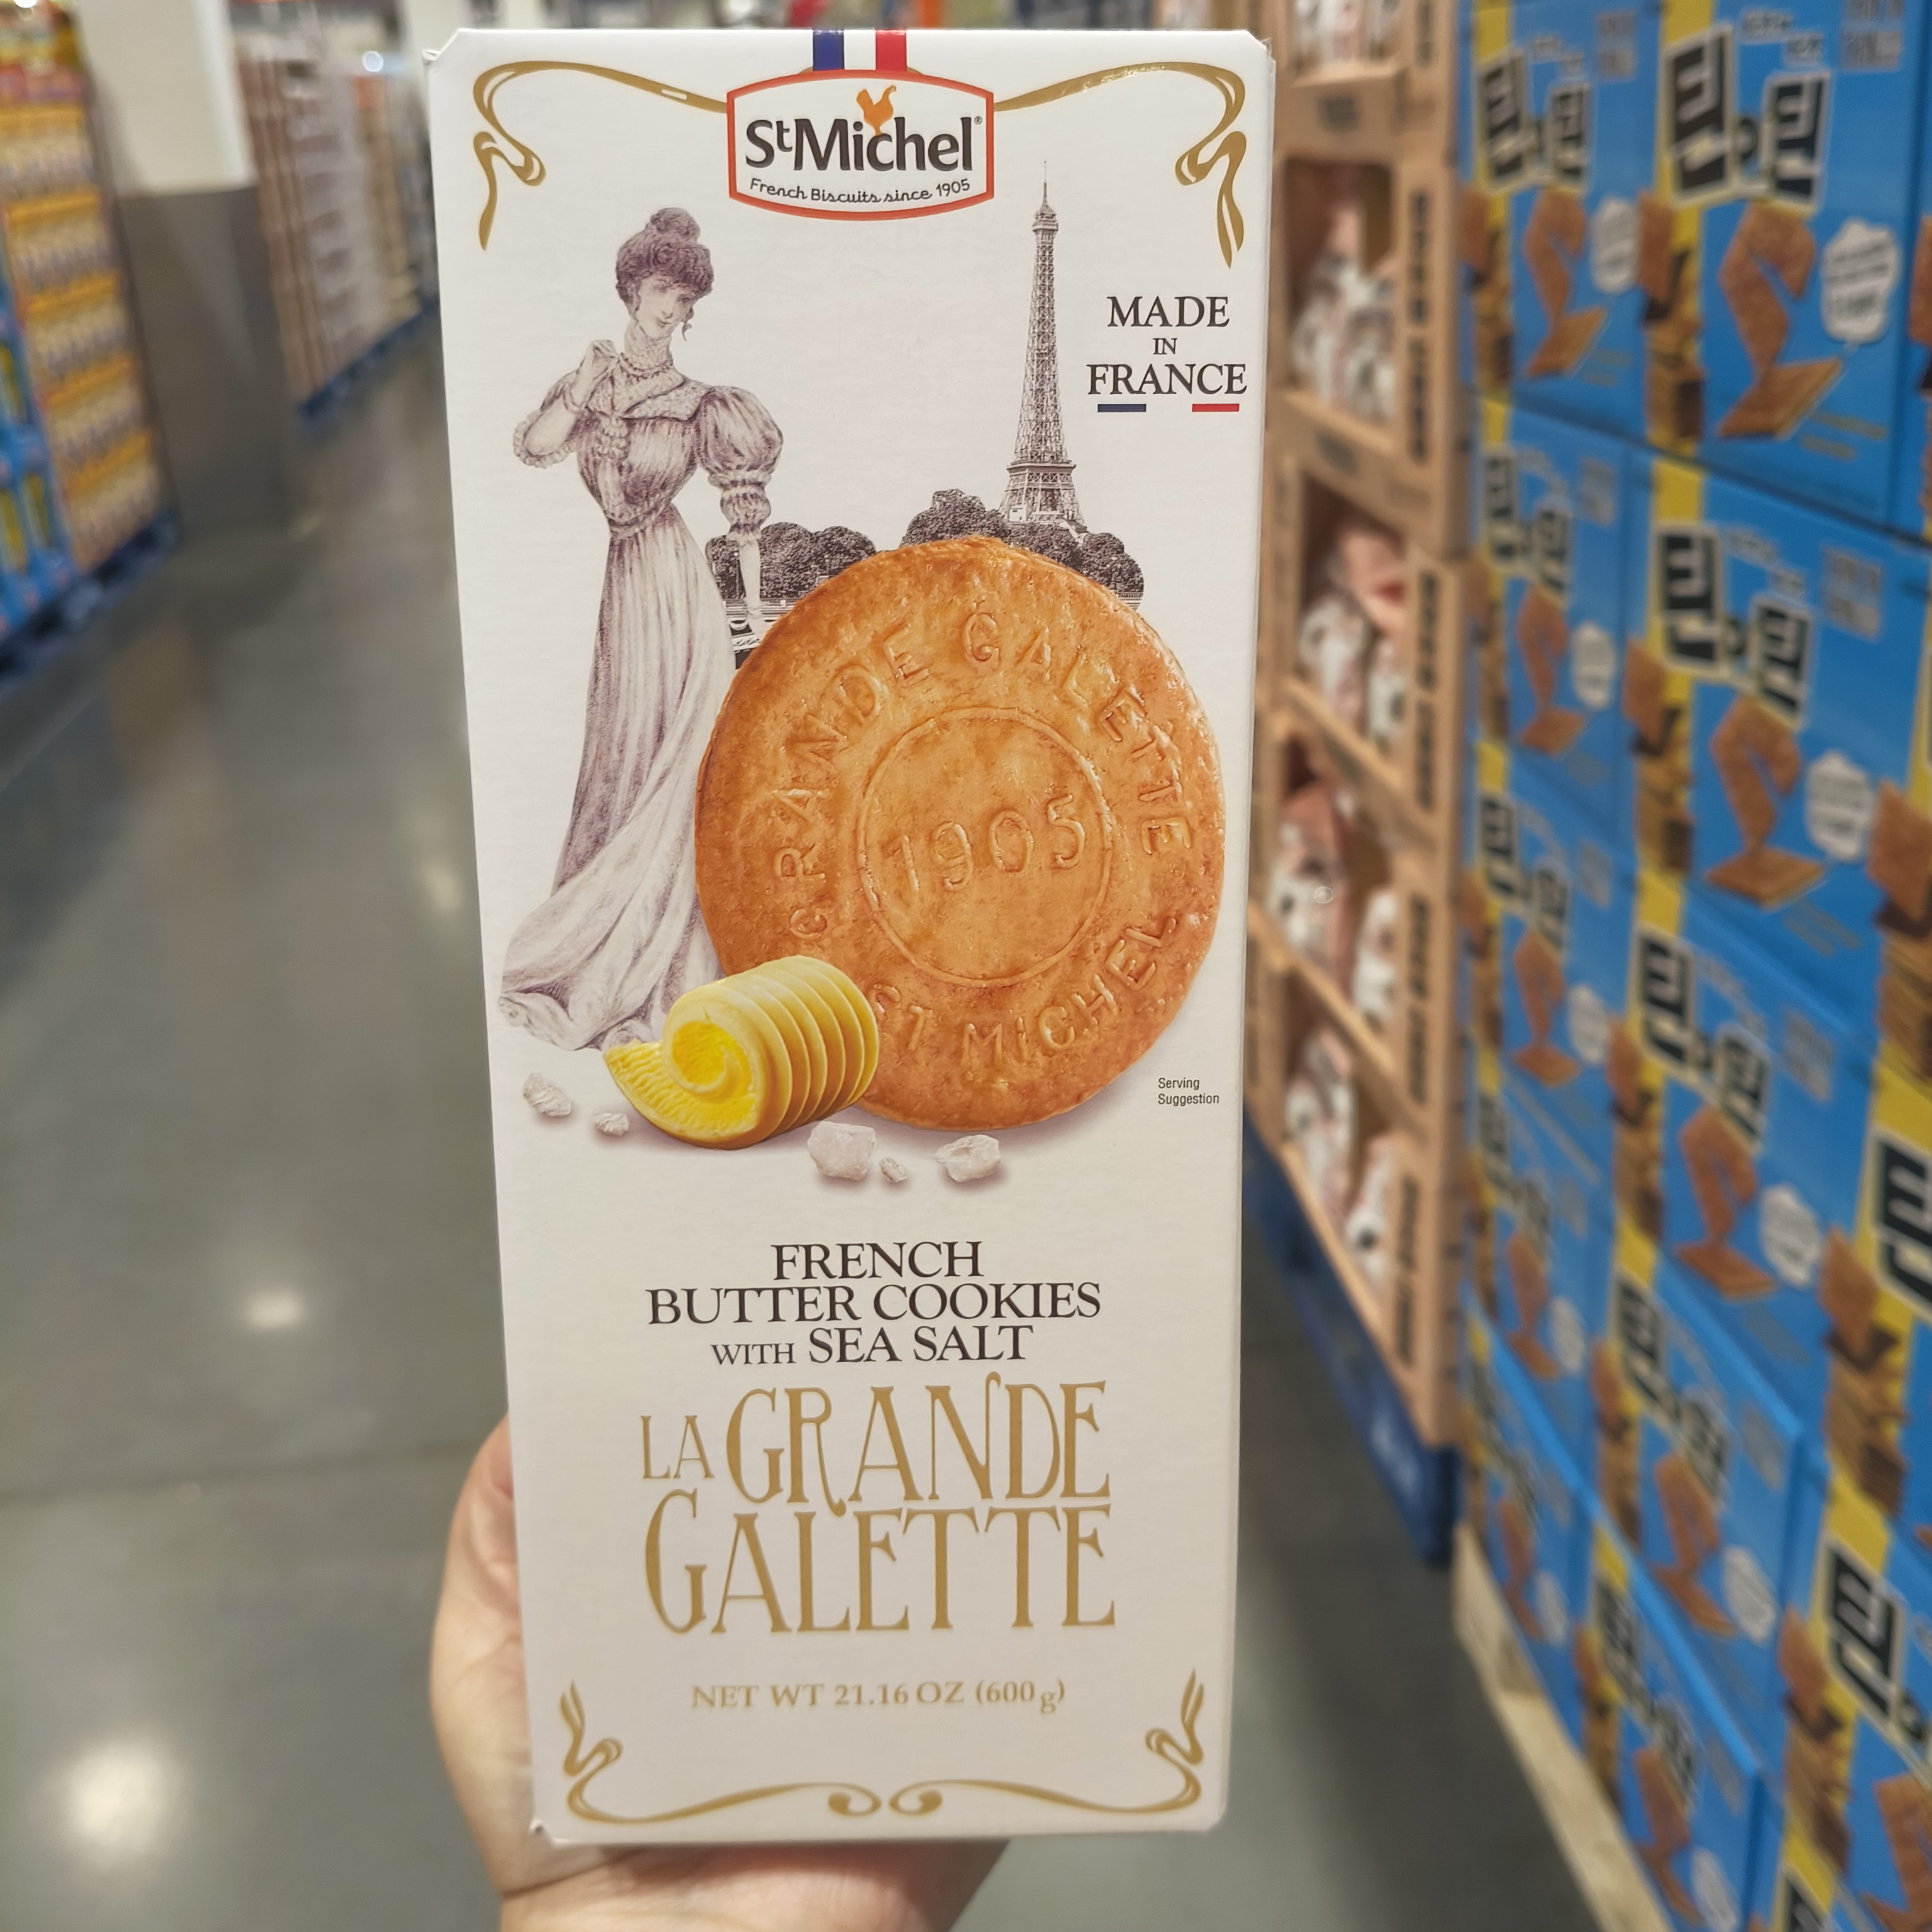 StMichel®
French Biscuits since 1905
MADE
IN
FRANCE
GRANDE GALETTE
1905
ST MICHEL
Serving
Suggestion
FRENCH
BUTTER COOKIES
WITH SEA SALT
LA GRANDE
GALETTE
NET WT 21.16 OZ (600 g)